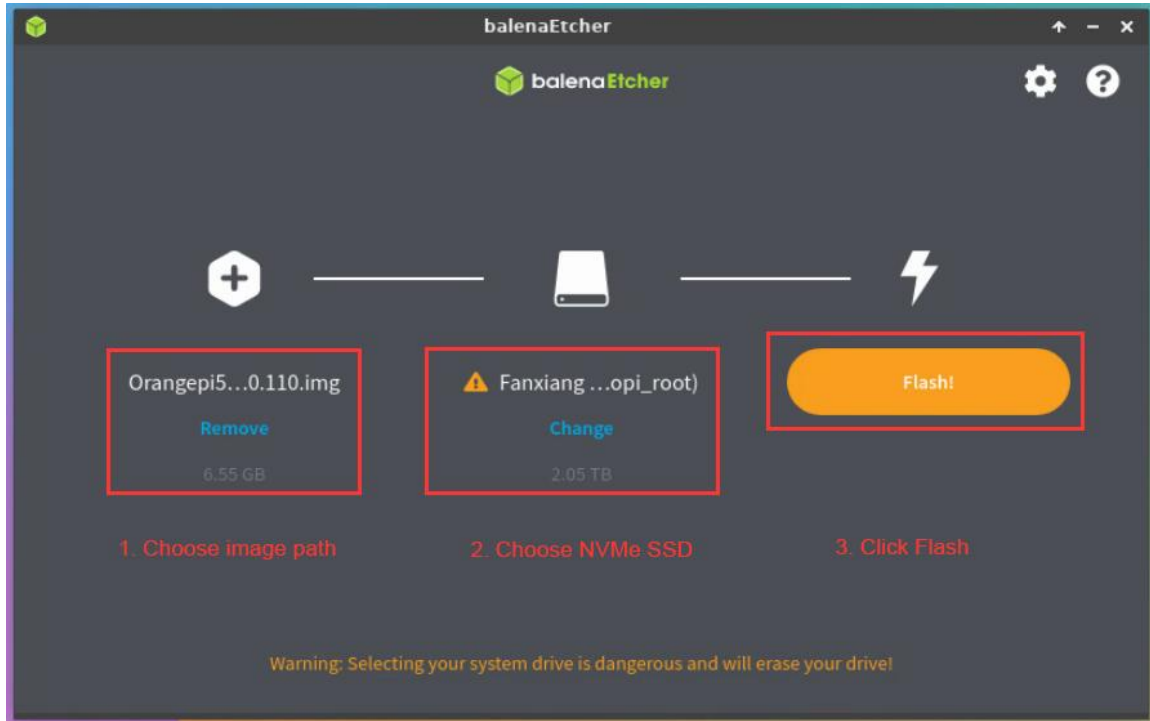 balenaEtcher
balenaEtcher
Orangepi5...0.110.img
Fanxiang ...opi_root)
Flash!
Remove
Change
6.55 GB
2.05 TB
1. Choose image path
2. Choose NVMe SSD
3. Click Flash
Warning: Selecting your system drive is dangerous and will erase your drive!